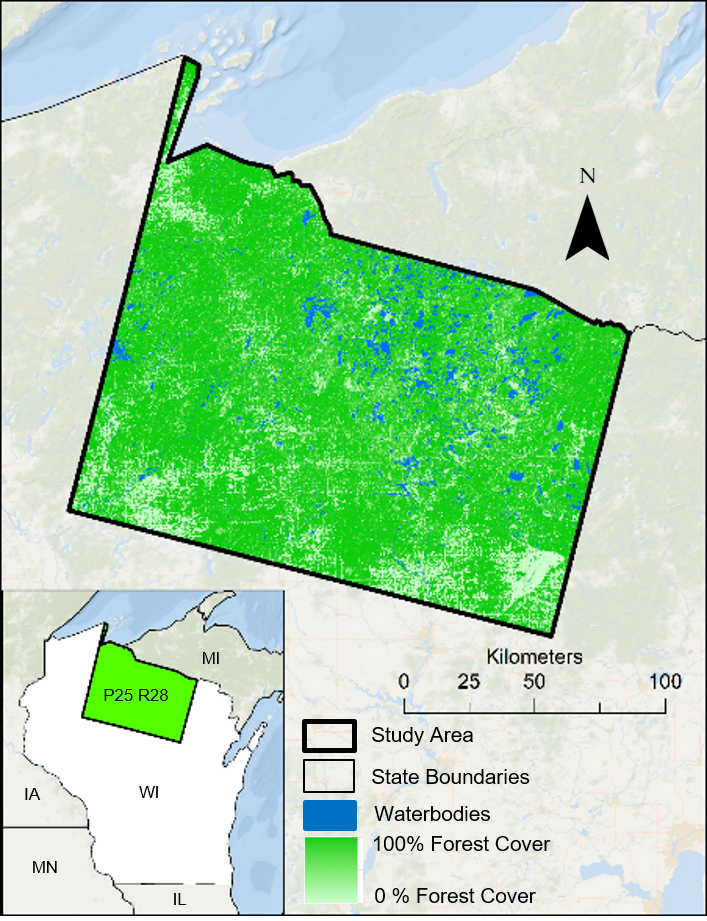 N
Kilometers
0 25 50 100
Study Area
State Boundaries
Waterbodies
100% Forest Cover
0 % Forest Cover
MI
P25 R28
WI
IA
MN
IL